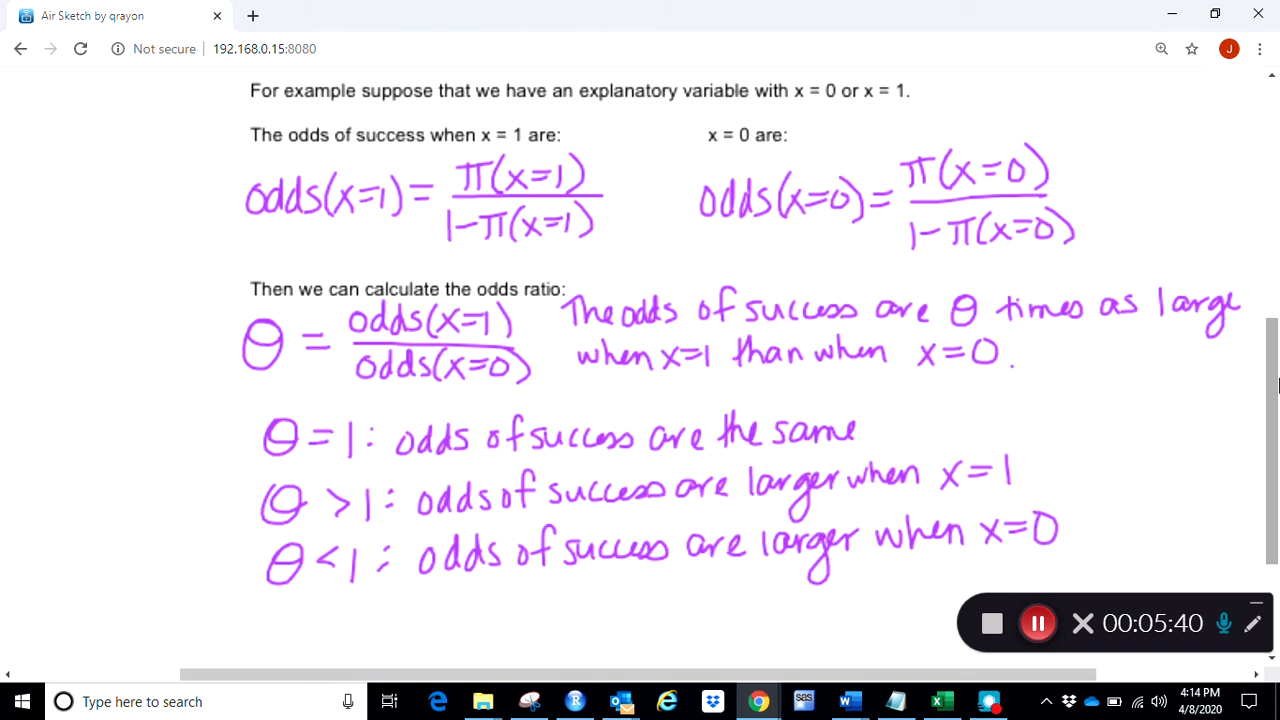 Air Sketch by qrayon
Not secure
192.168.0.15:8080
J
For example suppose that we have an explanatory variable with x = 0 or x = 1.
The odds of success when x = 1 are: x = 0 are:
odds(x=1) = π(x=1) / 1-π(x=1) odds(x=0) = π(x=0) / 1-π(x=0)
Then we can calculate the odds ratio:
θ = odds(x=1) / odds(x=0) The odds of success are θ times as large
when x=1 than when x=0.
θ = 1: odds of success are the same
θ > 1: odds of success are larger when x=1
θ < 1: odds of success are larger when x=0
00:05:40
Type here to search
4:14 PM
4/8/2020